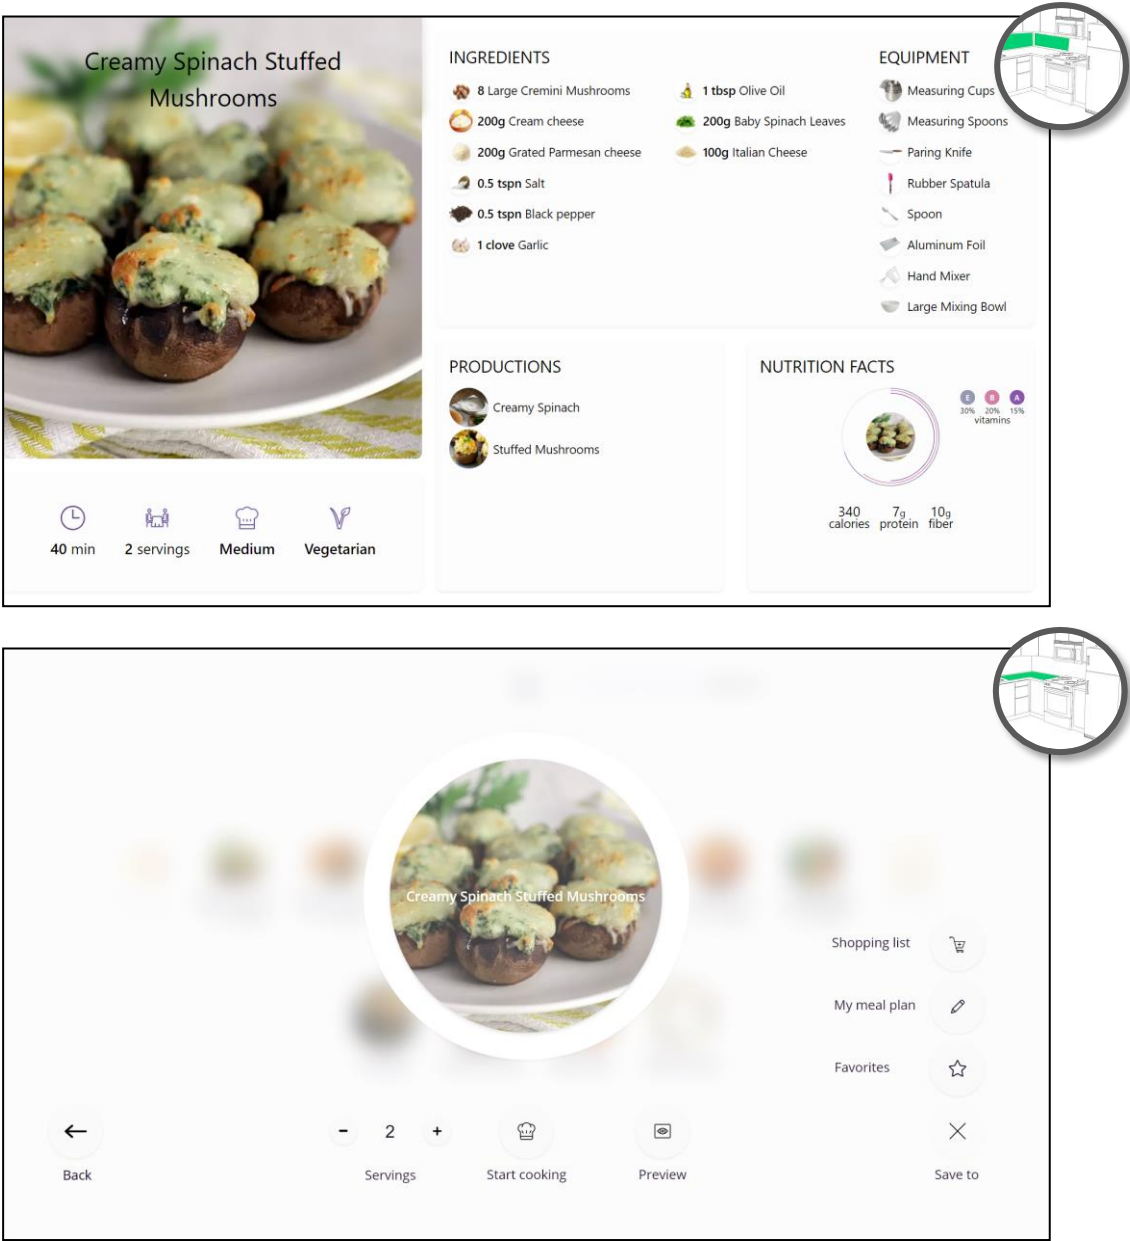 Creamy Spinach Stuffed
Mushrooms
40 min
2 servings
Medium
Vegetarian
INGREDIENTS
8 Large Cremini Mushrooms
200g Cream cheese
200g Grated Parmesan cheese
0.5 tspn Salt
0.5 tspn Black pepper
1 clove Garlic
1 tbsp Olive Oil
200g Baby Spinach Leaves
100g Italian Cheese
EQUIPMENT
Measuring Cups
Measuring Spoons
Paring Knife
Rubber Spatula
Spoon
Aluminum Foil
Hand Mixer
Large Mixing Bowl
PRODUCTIONS
Creamy Spinach
Stuffed Mushrooms
NUTRITION FACTS
E B A
30% 20% 15%
vitamins
340 7g 10g
calories protein fiber
Creamy Spinach Stuffed Mushrooms
Shopping list
My meal plan
Favorites
Back
- 2 +
Servings
Start cooking
Preview
Save to